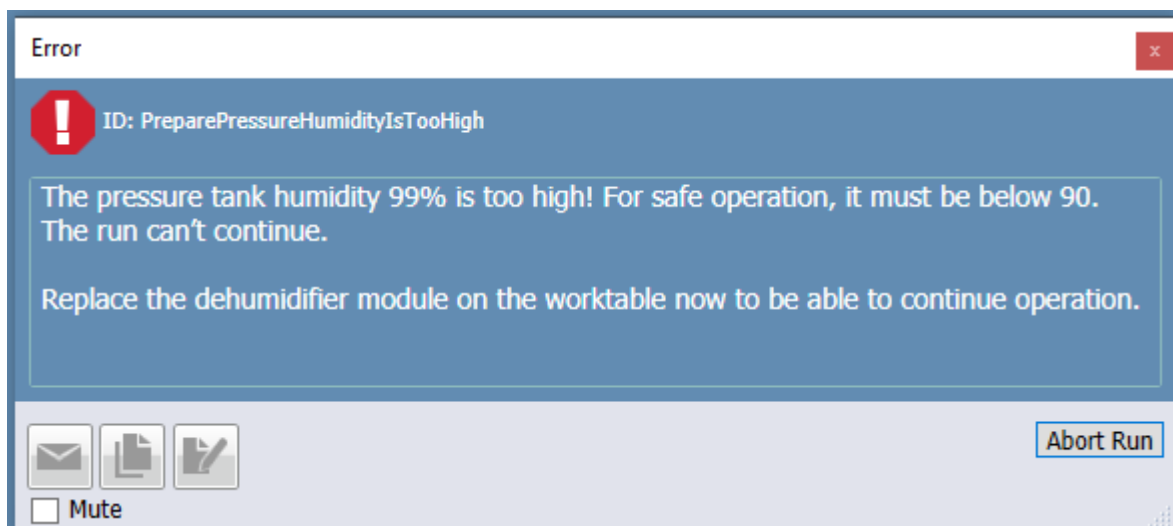 Error
x
ID: PreparePressureHumidityIsTooHigh
The pressure tank humidity 99% is too high! For safe operation, it must be below 90.
The run can’t continue.
Replace the dehumidifier module on the worktable now to be able to continue operation.
Abort Run
Mute